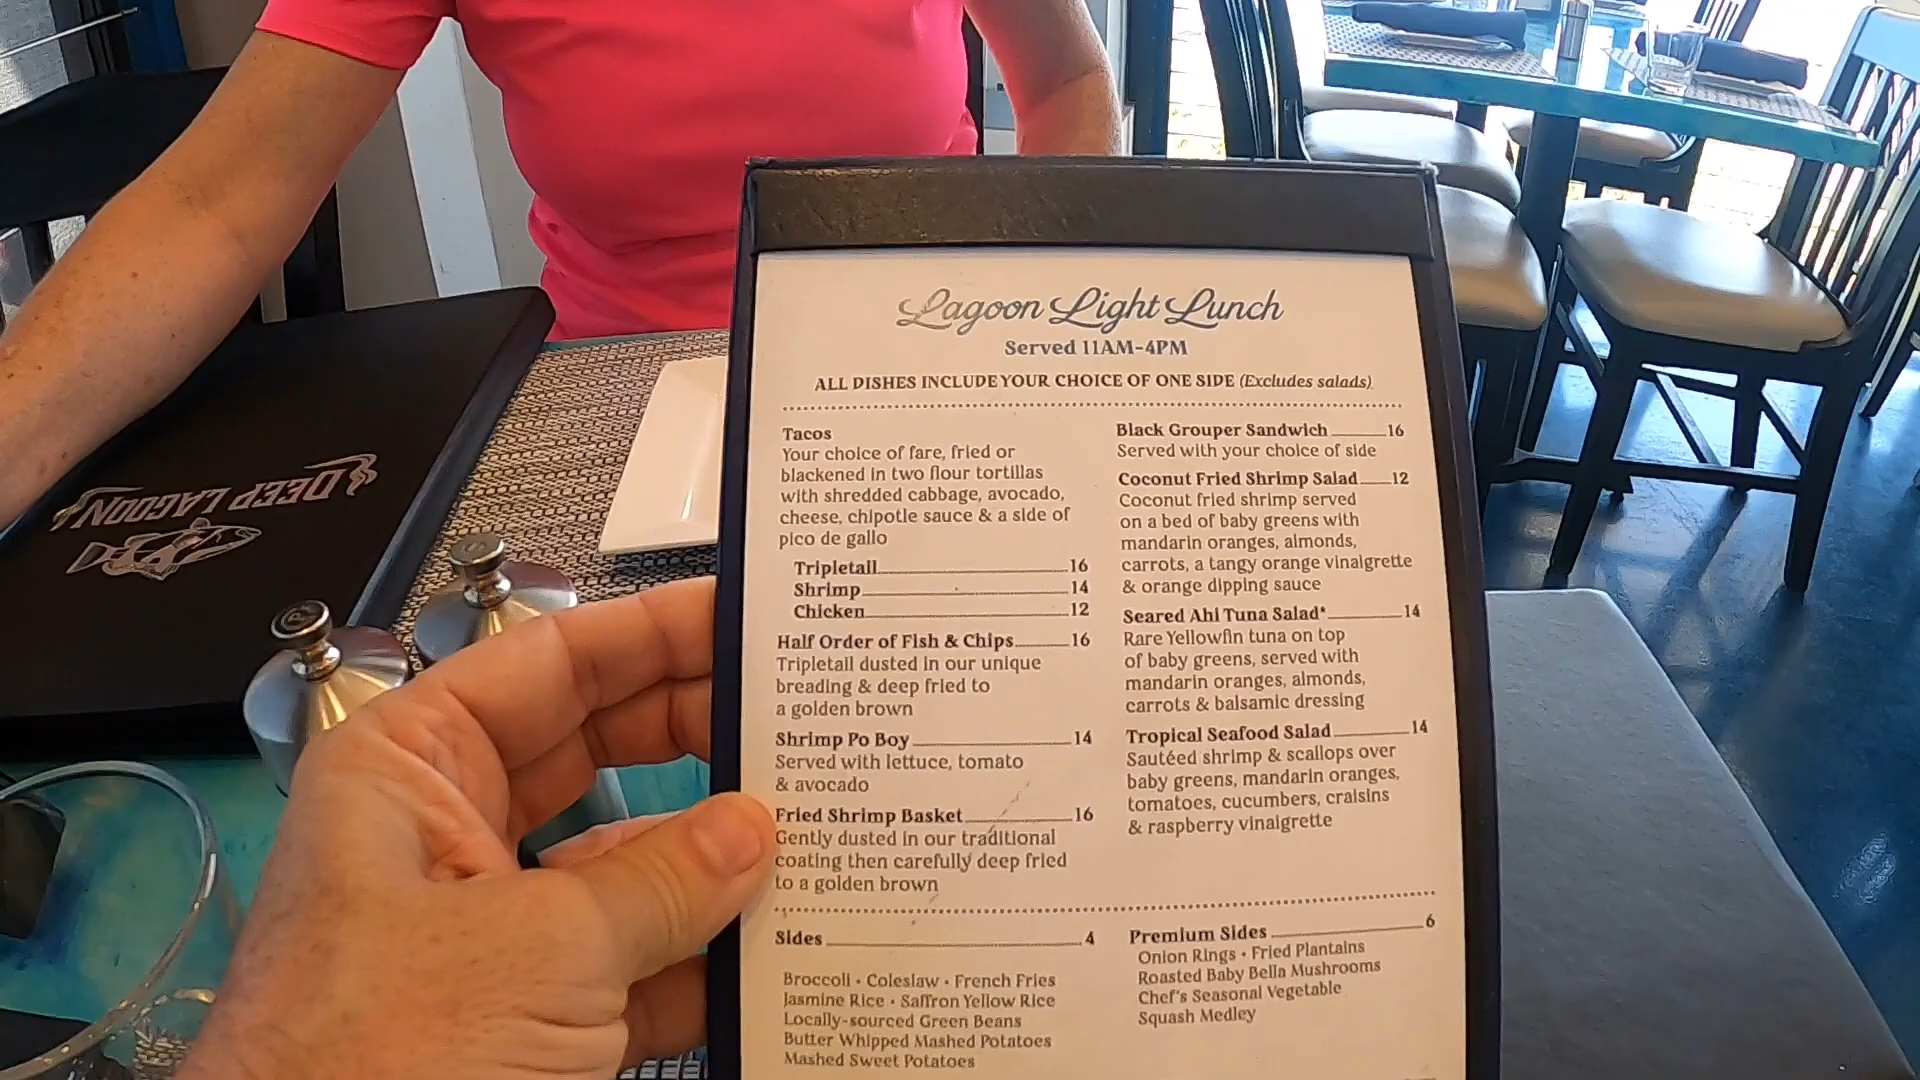 Lagoon Light Lunch
Served 11AM-4PM
ALL DISHES INCLUDE YOUR CHOICE OF ONE SIDE (Excludes salads)
Tacos
Your choice of fare, fried or
blackened in two flour tortillas
with shredded cabbage, avocado,
cheese, chipotle sauce & a side of
pico de gallo
Tripletail 16
Shrimp 14
Chicken 12
Half Order of Fish & Chips 16
Tripletail dusted in our unique
breading & deep fried to
a golden brown
Shrimp Po Boy 14
Served with lettuce, tomato
& avocado
Fried Shrimp Basket 16
Gently dusted in our traditional
coating then carefully deep fried
to a golden brown
Black Grouper Sandwich 16
Served with your choice of side
Coconut Fried Shrimp Salad 12
Coconut fried shrimp served
on a bed of baby greens with
mandarin oranges, almonds,
carrots, a tangy orange vinaigrette
& orange dipping sauce
Seared Ahi Tuna Salad* 14
Rare Yellowfin tuna on top
of baby greens, served with
mandarin oranges, almonds,
carrots & balsamic dressing
Tropical Seafood Salad 14
Sautéed shrimp & scallops over
baby greens, mandarin oranges,
tomatoes, cucumbers, craisins
& raspberry vinaigrette
Sides 4
Broccoli • Coleslaw • French Fries
Jasmine Rice • Saffron Yellow Rice
Locally-sourced Green Beans
Butter Whipped Mashed Potatoes
Mashed Sweet Potatoes
Premium Sides 6
Onion Rings • Fried Plantains
Roasted Baby Bella Mushrooms
Chef's Seasonal Vegetable
Squash Medley
DEEP LAGOON